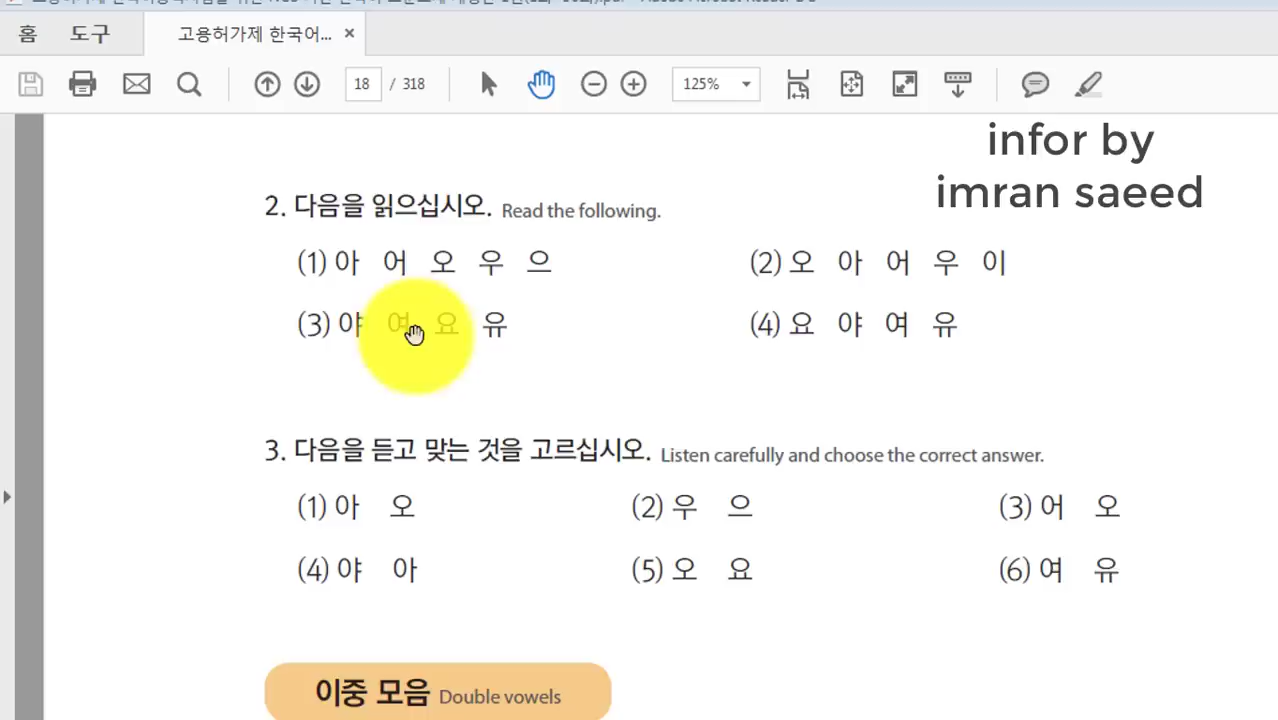 홈 도구 고용허가제 한국어... ×
18 / 318 125%
infor by
imran saeed
2. 다음을 읽으십시오. Read the following.
(1) 아 어 오 우 으 (2) 오 아 어 우 이
(3) 야 여 요 유 (4) 요 야 여 유
3. 다음을 듣고 맞는 것을 고르십시오. Listen carefully and choose the correct answer.
(1) 아 오 (2) 우 으 (3) 어 오
(4) 야 아 (5) 오 요 (6) 여 유
이중 모음 Double vowels